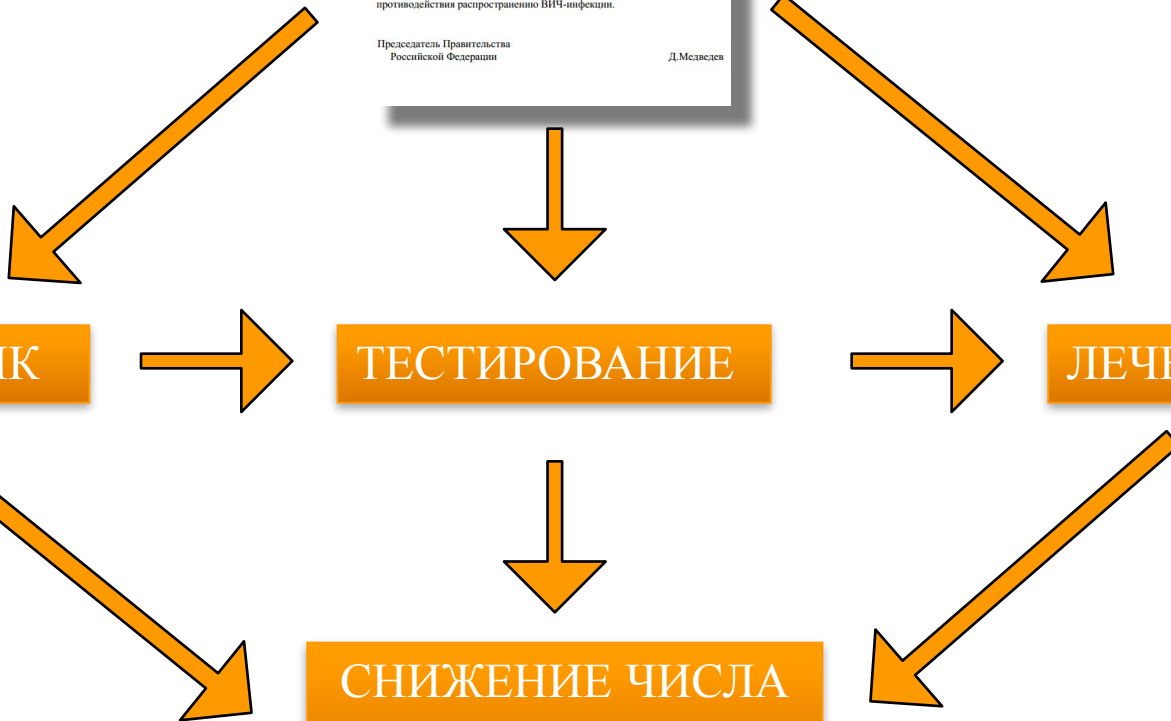 противодействия распространению ВИЧ-инфекции.
Председатель Правительства
Российской Федерации Д.Медведев
ТЕСТИРОВАНИЕ
СНИЖЕНИЕ ЧИСЛА